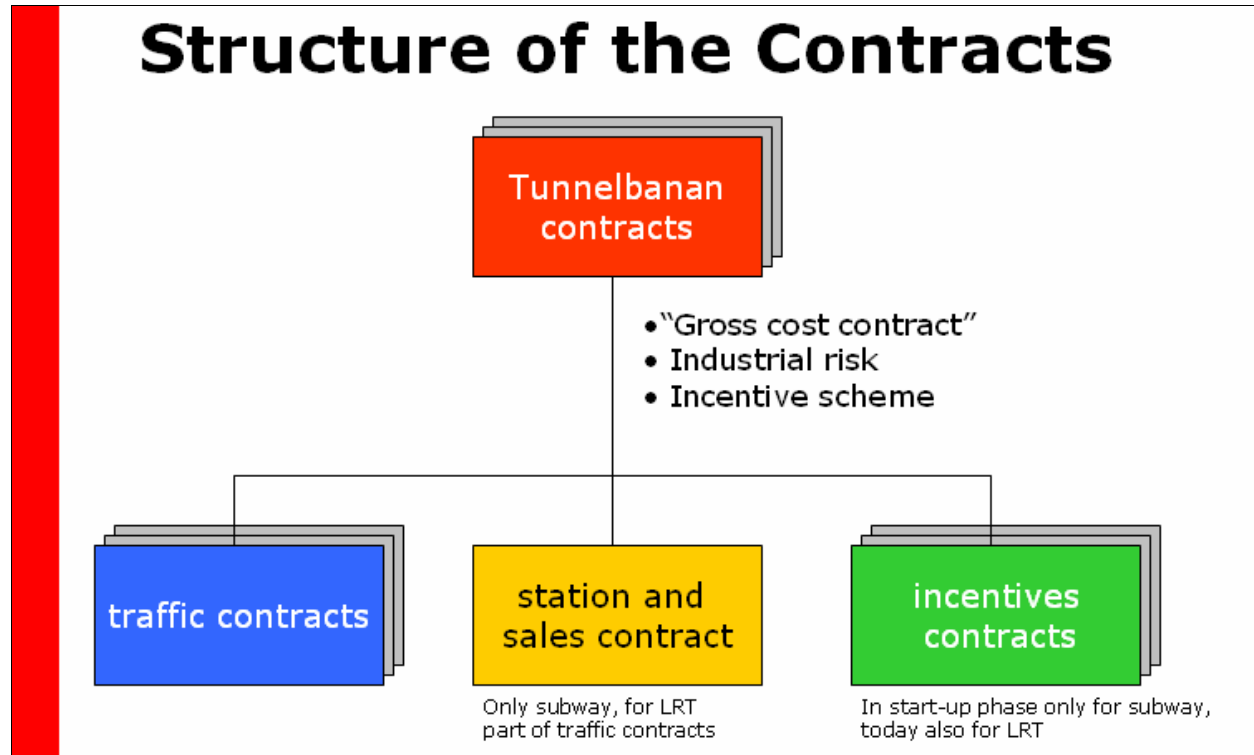 Structure of the Contracts
Tunnelbanan
contracts
•“Gross cost contract”
• Industrial risk
• Incentive scheme
traffic contracts
station and
sales contract
incentives
contracts
Only subway, for LRT
part of traffic contracts
In start-up phase only for subway,
today also for LRT